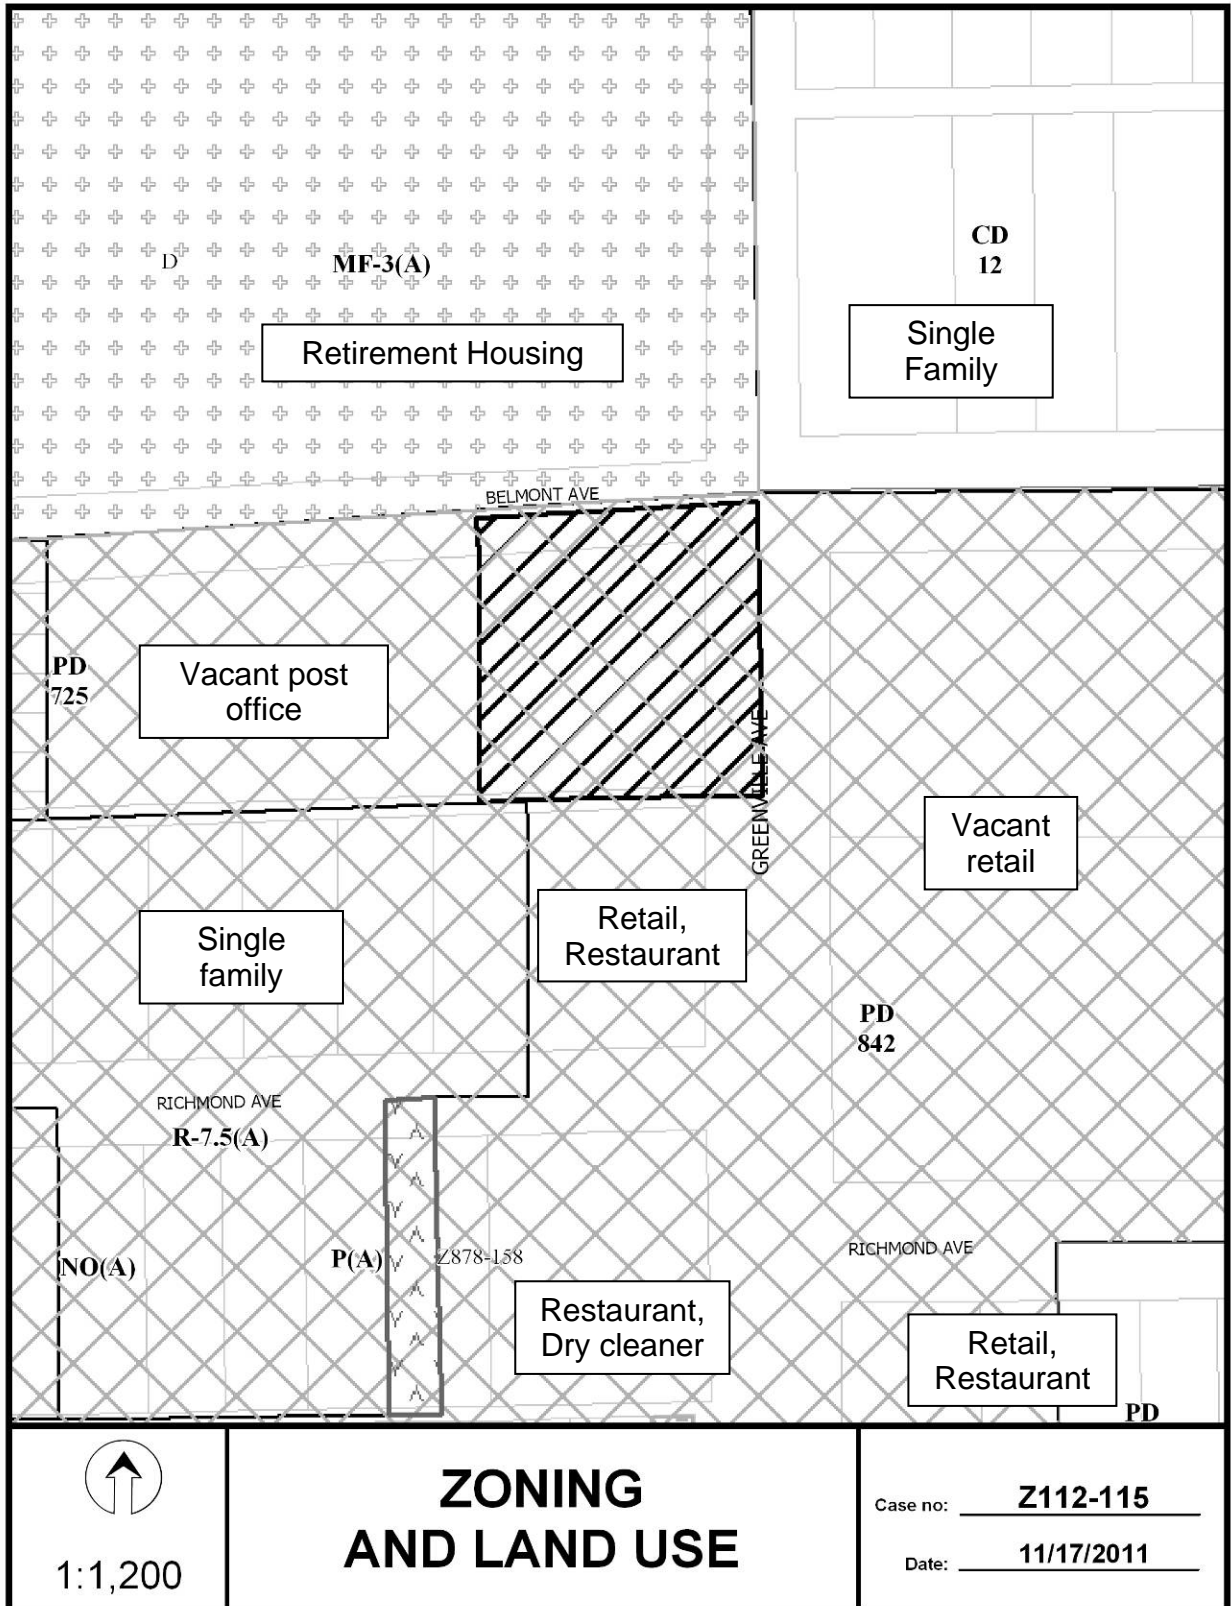 CD
12
D
MF-3(A)
Retirement Housing
Single
Family
BELMONT AVE
PD
725
Vacant post
office
GREENVILLE AVE
Vacant
retail
Single
family
Retail,
Restaurant
PD
842
RICHMOND AVE
R-7.5(A)
NO(A)
P(A)
Z878-158
RICHMOND AVE
Restaurant,
Dry cleaner
Retail,
Restaurant
PD
1:1,200
ZONING
AND LAND USE
Case no: Z112-115
Date: 11/17/2011